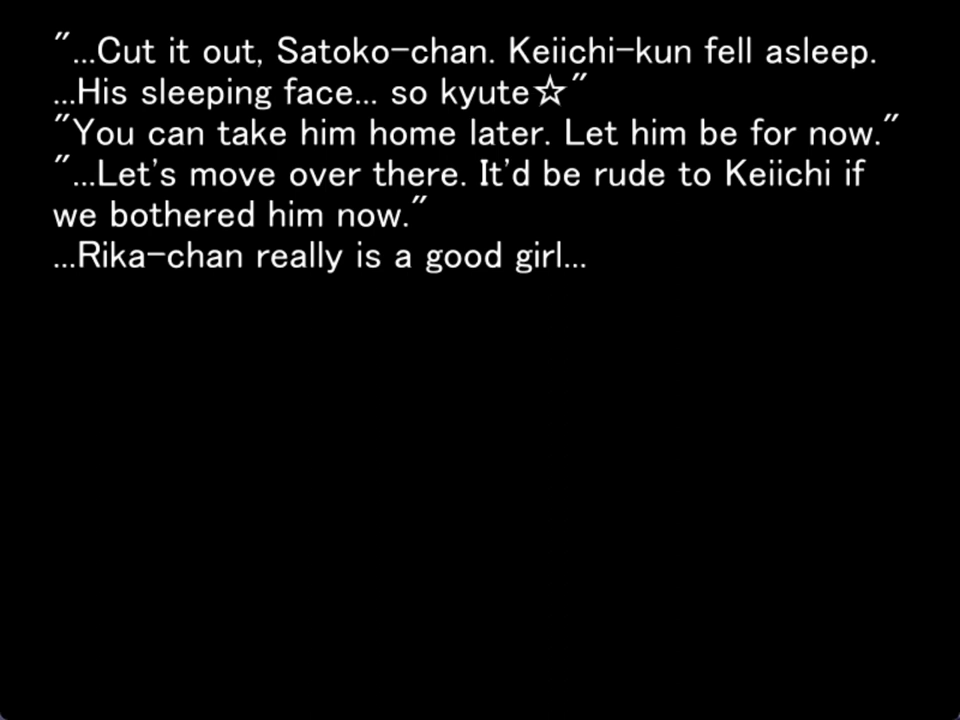 "...Cut it out, Satoko-chan. Keiichi-kun fell asleep.
...His sleeping face... so kyute☆"
"You can take him home later. Let him be for now."
"...Let's move over there. It'd be rude to Keiichi if
we bothered him now."
...Rika-chan really is a good girl...